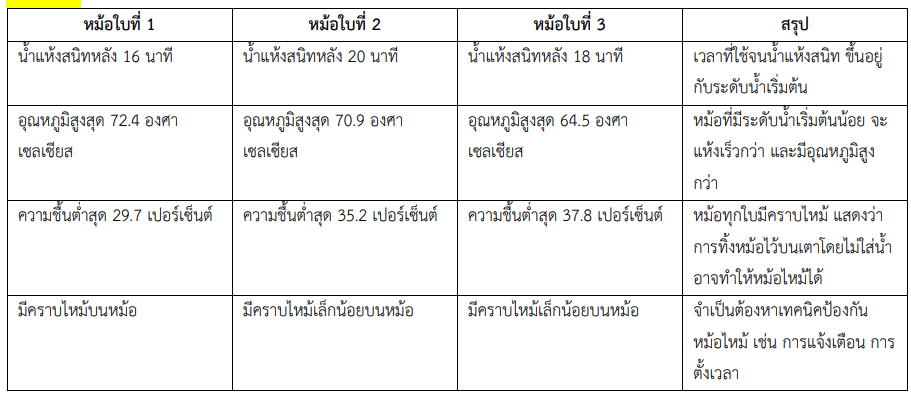 หม้อใบที่ 1 หม้อใบที่ 2 หม้อใบที่ 3 สรุป
น้ำแห้งสนิทหลัง 16 นาที น้ำแห้งสนิทหลัง 20 นาที น้ำแห้งสนิทหลัง 18 นาที เวลาที่ใช้จนน้ำแห้งสนิท ขึ้นอยู่
กับระดับน้ำเริ่มต้น
อุณหภูมิสูงสุด 72.4 องศา อุณหภูมิสูงสุด 70.9 องศา อุณหภูมิสูงสุด 64.5 องศา หม้อที่มีระดับน้ำเริ่มต้นน้อย จะ
เซลเซียส เซลเซียส เซลเซียส แห้งเร็วกว่า และมีอุณหภูมิสูง
กว่า
ความชื้นต่ำสุด 29.7 เปอร์เซ็นต์ ความชื้นต่ำสุด 35.2 เปอร์เซ็นต์ ความชื้นต่ำสุด 37.8 เปอร์เซ็นต์ หม้อทุกใบมีคราบไหม้ แสดงว่า
การทิ้งหม้อไว้บนเตาโดยไม่ใส่น้ำ
อาจทำให้หม้อไหม้ได้
มีคราบไหม้บนหม้อ มีคราบไหม้เล็กน้อยบนหม้อ มีคราบไหม้เล็กน้อยบนหม้อ จำเป็นต้องหาเทคนิคป้องกัน
หม้อไหม้ เช่น การแจ้งเตือน การ
ตั้งเวลา